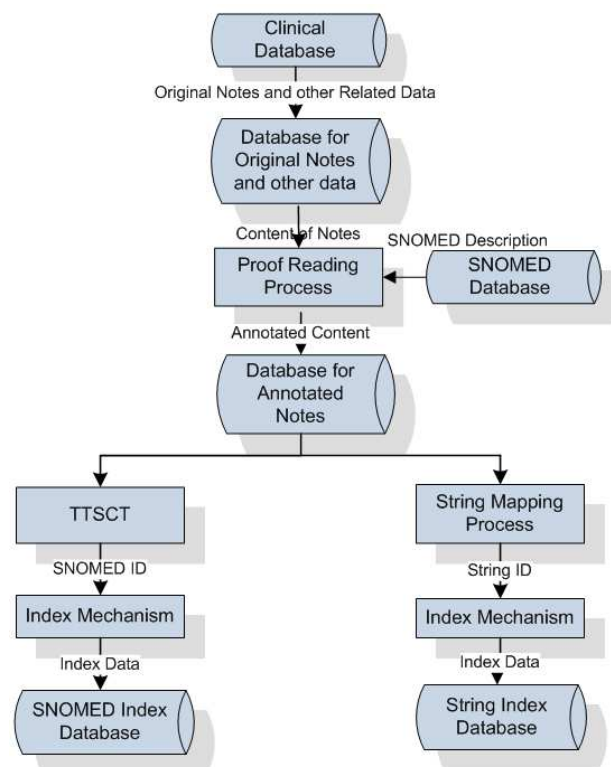 Clinical
Database
Original Notes and other Related Data
Database for
Original Notes
and other data
Content of Notes
SNOMED Description
Proof Reading
Process
SNOMED
Database
Annotated Content
Database for
Annotated
Notes
TTSCT
String Mapping
Process
SNOMED ID
String ID
Index Mechanism
Index Mechanism
Index Data
Index Data
SNOMED Index
Database
String Index
Database